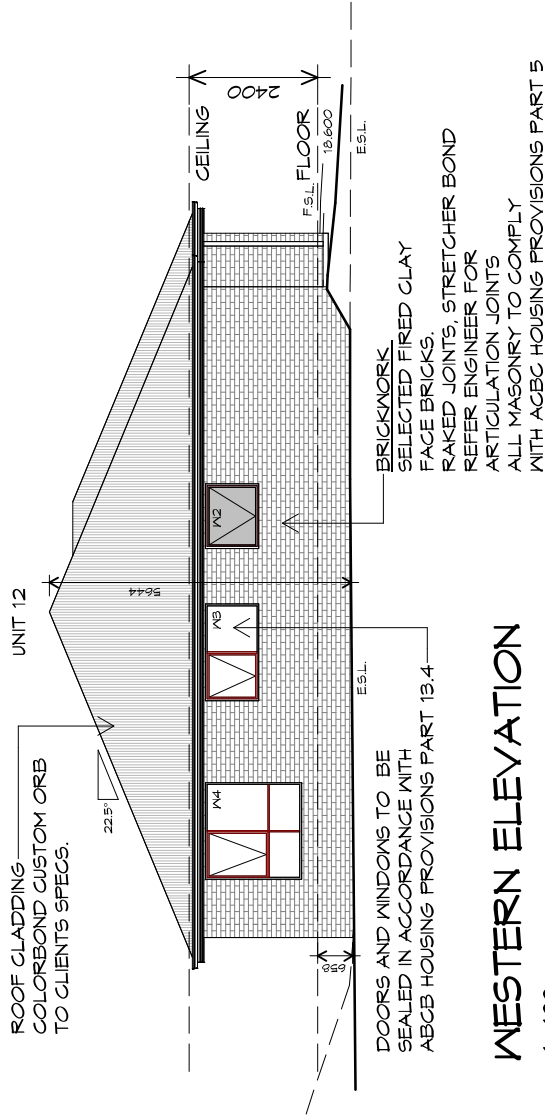 UNIT 12
ROOF CLADDING
COLORBOND CUSTOM ORB
TO CLIENTS SPECS.
22.5°
5644
CEILING
2400
F.S.L. FLOOR
18.600
E.S.L.
W4
W3
W2
E.S.L.
658
DOORS AND WINDOWS TO BE
SEALED IN ACCORDANCE WITH
ABCB HOUSING PROVISIONS PART 13.4
BRICKWORK
SELECTED FIRED CLAY
FACE BRICKS.
RAKED JOINTS, STRETCHER BOND
REFER ENGINEER FOR
ARTICULATION JOINTS
ALL MASONRY TO COMPLY
WITH ACBC HOUSING PROVISIONS PART 5
WESTERN ELEVATION